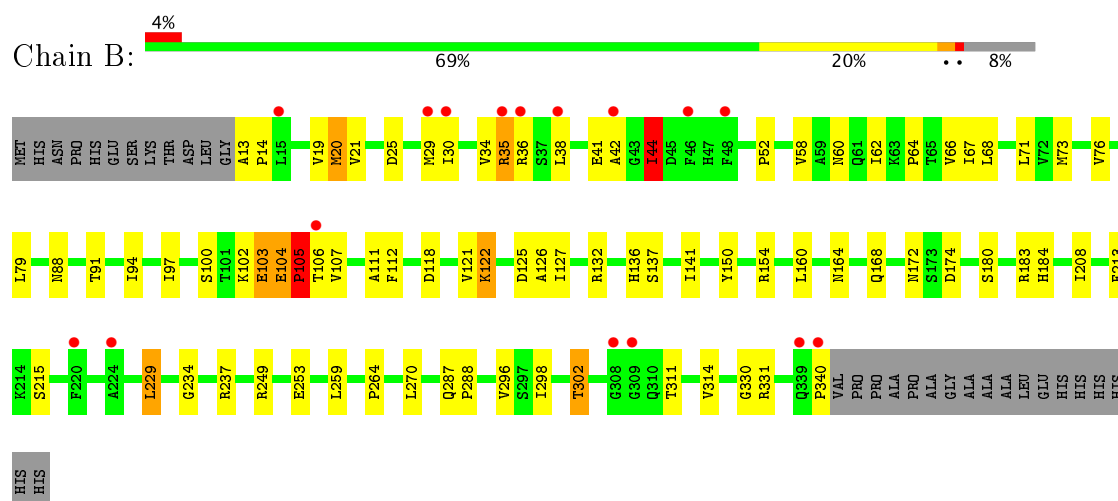 4%
Chain B:
69% 20% • • 8%
MET HIS ASN PRO HIS GLU SER LYS THR ASP LEU GLY A13 P14 L15 V19 M20 V21 D25 M29 I30 V34 R35 R36 S37 L38 E41 A42 G43 I44 D45 F46 H47 F48 P52 V58 A59 N60 Q61 I62 K63 P64 T65 V66 I67 L68 L71 V72 M73 V76
L79 N88 T91 I94 I97 S100 T101 K102 E103 E104 P105 T106 V107 A111 F112 D118 V121 K122 D125 A126 I127 R132 H136 S137 I141 Y150 R154 L160 N164 Q168 N172 S173 D174 S180 R183 H184 I208
K214 S215 F220 A224 L229 G234 R237 R249 E253 L259 P264 L270 Q287 P288 V296 S297 I298 T302 G308 G309 Q310 T311 V314 G330 R331 Q339 P340 VAL PRO PRO ALA PRO ALA ALA GLY ALA ALA ALA LEU GLU HIS HIS HIS HIS
HIS HIS